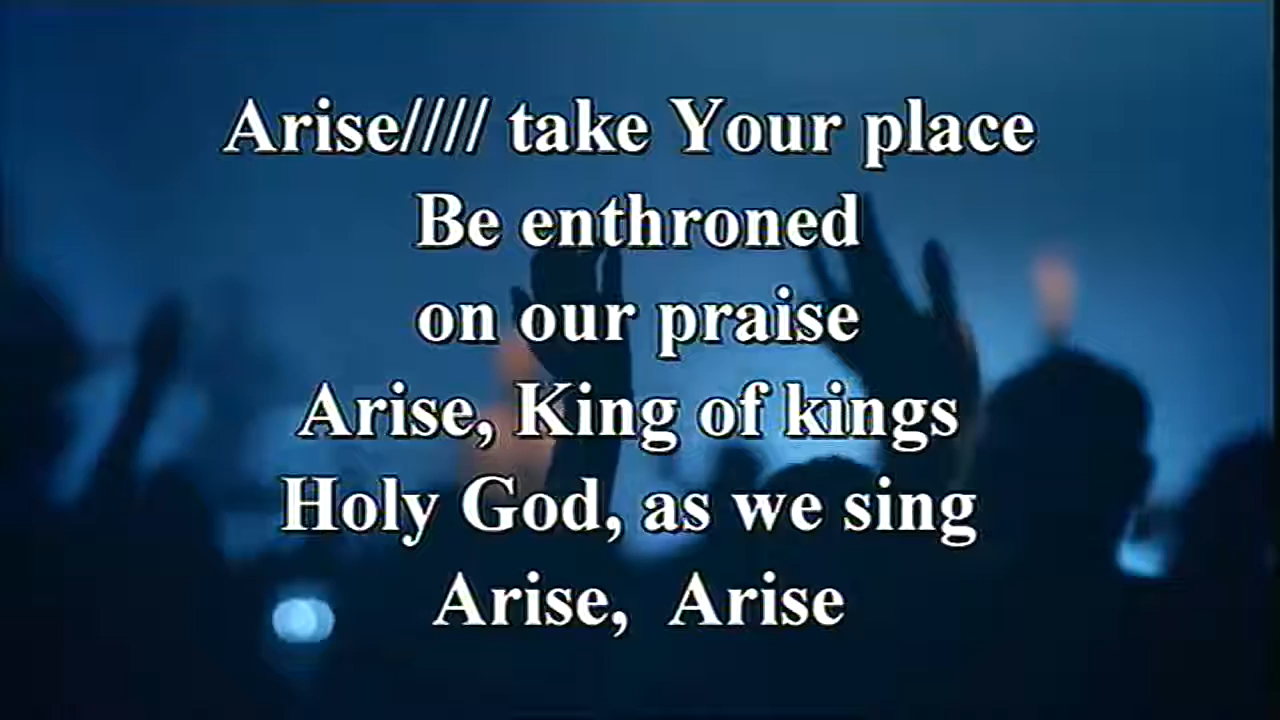 Arise//// take Your place
Be enthroned
on our praise
Arise, King of kings
Holy God, as we sing
Arise,  Arise